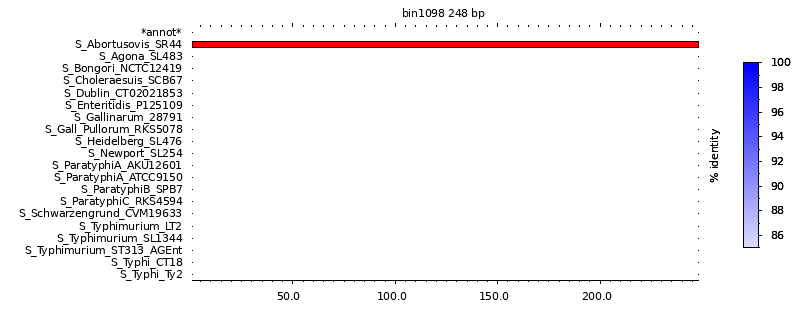 bin1098 248 bp
*annot*
S_Abortusovis_SR44
S_Agona_SL483
S_Bongori_NCTC12419
S_Choleraesuis_SCB67
S_Dublin_CT02021853
S_Enteritidis_P125109
S_Gallinarum_28791
S_Gall_Pullorum_RKS5078
S_Heidelberg_SL476
S_Newport_SL254
S_ParatyphiA_AKU12601
S_ParatyphiA_ATCC9150
S_ParatyphiB_SPB7
S_ParatyphiC_RKS4594
S_Schwarzengrund_CVM19633
S_Typhimurium_LT2
S_Typhimurium_SL1344
S_Typhimurium_ST313_AGEnt
S_Typhi_CT18
S_Typhi_Ty2
50.0 100.0 150.0 200.0
% identity
100
98
96
94
92
90
88
86